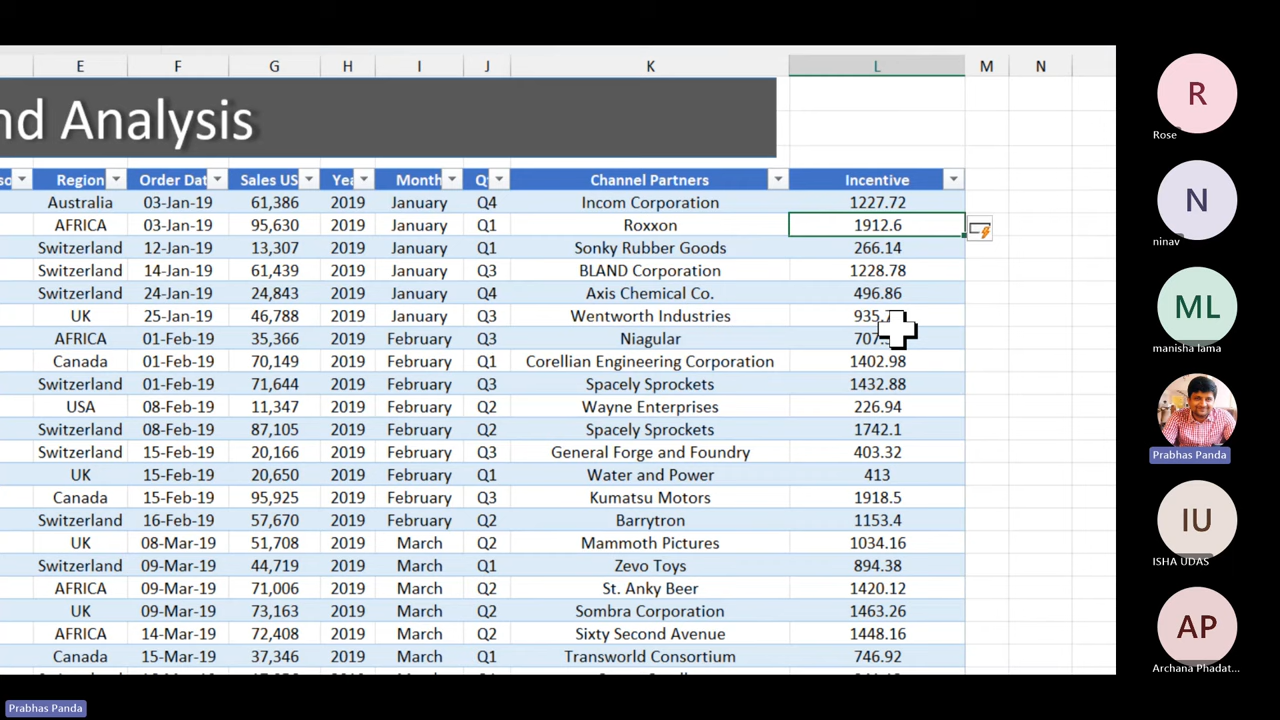 E F G H I J K L M N
nd Analysis
so Region Order Dat Sales US Yea Month Q Channel Partners Incentive
Australia 03-Jan-19 61,386 2019 January Q4 Incom Corporation 1227.72
AFRICA 03-Jan-19 95,630 2019 January Q1 Roxxon 1912.6
Switzerland 12-Jan-19 13,307 2019 January Q1 Sonky Rubber Goods 266.14
Switzerland 14-Jan-19 61,439 2019 January Q3 BLAND Corporation 1228.78
Switzerland 24-Jan-19 24,843 2019 January Q4 Axis Chemical Co. 496.86
UK 25-Jan-19 46,788 2019 January Q3 Wentworth Industries 935.
AFRICA 01-Feb-19 35,366 2019 February Q3 Niagular 707
Canada 01-Feb-19 70,149 2019 February Q1 Corellian Engineering Corporation 1402.98
Switzerland 01-Feb-19 71,644 2019 February Q3 Spacely Sprockets 1432.88
USA 08-Feb-19 11,347 2019 February Q2 Wayne Enterprises 226.94
Switzerland 08-Feb-19 87,105 2019 February Q2 Spacely Sprockets 1742.1
Switzerland 15-Feb-19 20,166 2019 February Q3 General Forge and Foundry 403.32
UK 15-Feb-19 20,650 2019 February Q1 Water and Power 413
Canada 15-Feb-19 95,925 2019 February Q3 Kumatsu Motors 1918.5
Switzerland 16-Feb-19 57,670 2019 February Q2 Barrytron 1153.4
UK 08-Mar-19 51,708 2019 March Q2 Mammoth Pictures 1034.16
Switzerland 09-Mar-19 44,719 2019 March Q2 Zevo Toys 894.38
AFRICA 09-Mar-19 71,006 2019 March Q2 St. Anky Beer 1420.12
UK 09-Mar-19 73,163 2019 March Q2 Sombra Corporation 1463.26
AFRICA 14-Mar-19 72,408 2019 March Q2 Sixty Second Avenue 1448.16
Canada 15-Mar-19 37,346 2019 March Q1 Transworld Consortium 746.92
R
Rose
N
ninav
ML
manisha lama
Prabhas Panda
IU
ISHA UDAS
AP
Archana Phadat...
Prabhas Panda